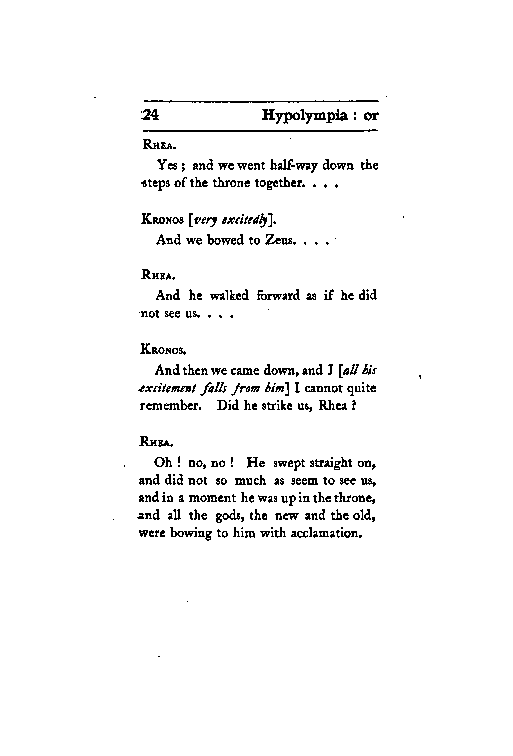 24 Hypolympia : or
RHEA.
Yes ; and we went half-way down the
steps of the throne together. . . .
KRONOS [very excitedly].
And we bowed to Zeus. . . .
RHEA.
And he walked forward as if he did
not see us. . . .
KRONOS.
And then we came down, and I [all his
excitement falls from him] I cannot quite
remember. Did he strike us, Rhea ?
RHEA.
Oh ! no, no ! He swept straight on,
and did not so much as seem to see us,
and in a moment he was up in the throne,
and all the gods, the new and the old,
were bowing to him with acclamation.